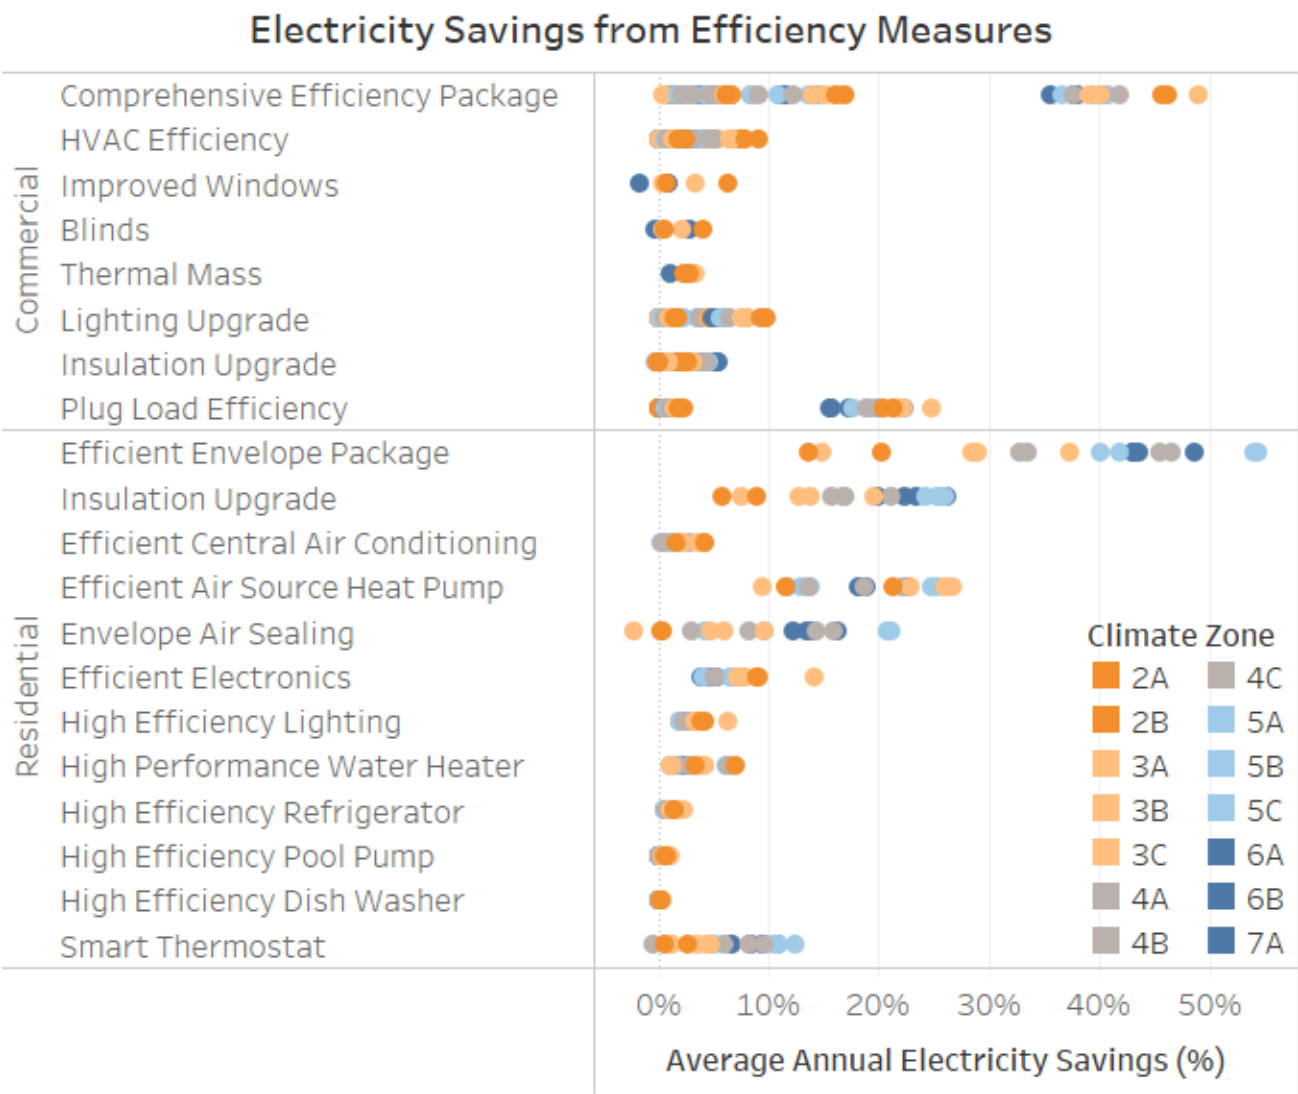 Electricity Savings from Efficiency Measures
Commercial
Comprehensive Efficiency Package
HVAC Efficiency
Improved Windows
Blinds
Thermal Mass
Lighting Upgrade
Insulation Upgrade
Plug Load Efficiency
Residential
Efficient Envelope Package
Insulation Upgrade
Efficient Central Air Conditioning
Efficient Air Source Heat Pump
Envelope Air Sealing
Efficient Electronics
High Efficiency Lighting
High Performance Water Heater
High Efficiency Refrigerator
High Efficiency Pool Pump
High Efficiency Dish Washer
Smart Thermostat
Climate Zone
2A
2B
3A
3B
3C
4A
4B
4C
5A
5B
5C
6A
6B
7A
0% 10% 20% 30% 40% 50%
Average Annual Electricity Savings (%)